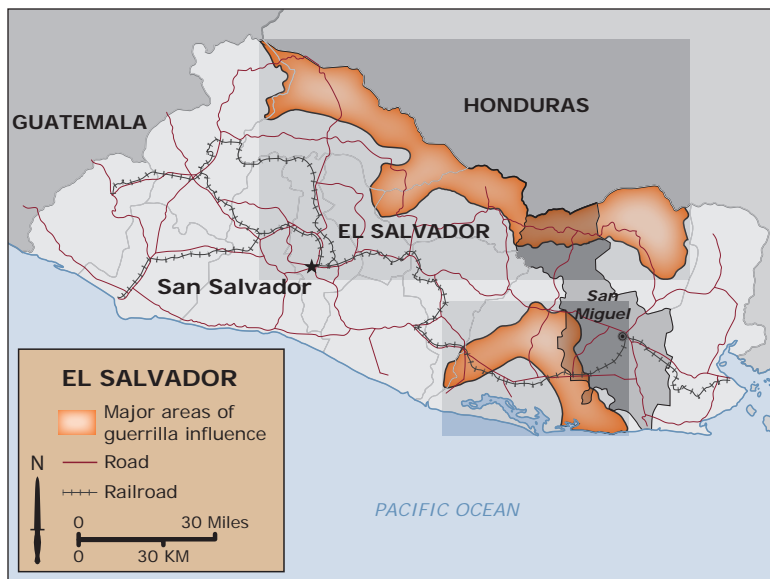 GUATEMALA
HONDURAS
EL SALVADOR
San Salvador
San
Miguel
EL SALVADOR
Major areas of
guerrilla influence
Road
Railroad
N
0 30 Miles
0 30 KM
PACIFIC OCEAN